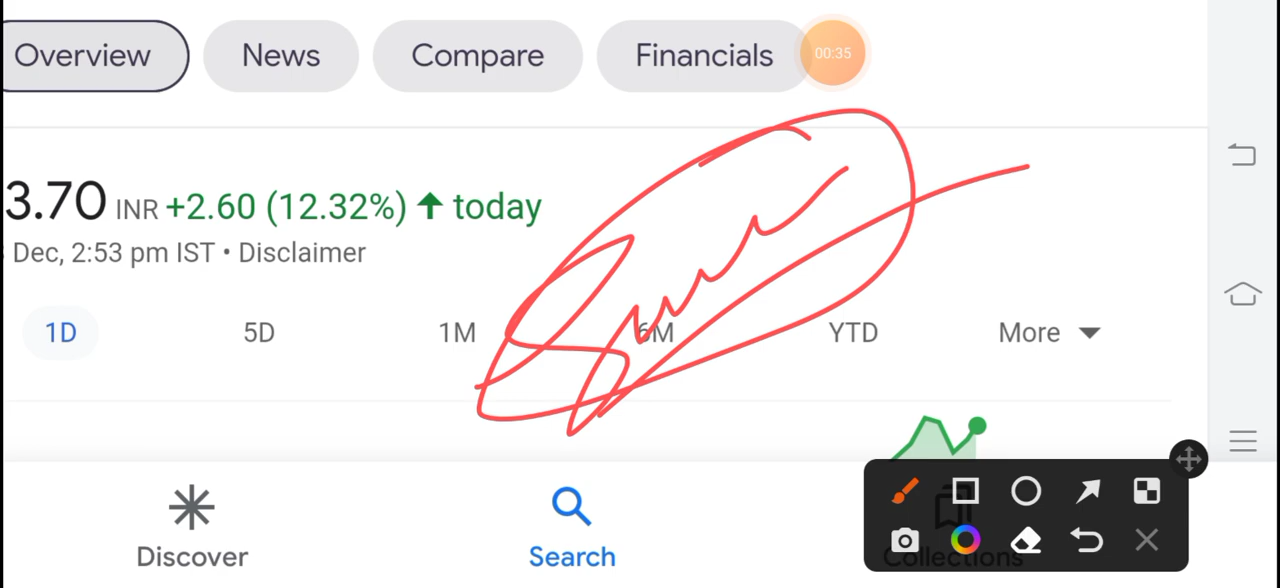 Overview News Compare Financials 00:35
3.70 INR +2.60 (12.32%) ↑ today
Dec, 2:53 pm IST • Disclaimer
1D 5D 1M 6M YTD More
Discover Search Collections